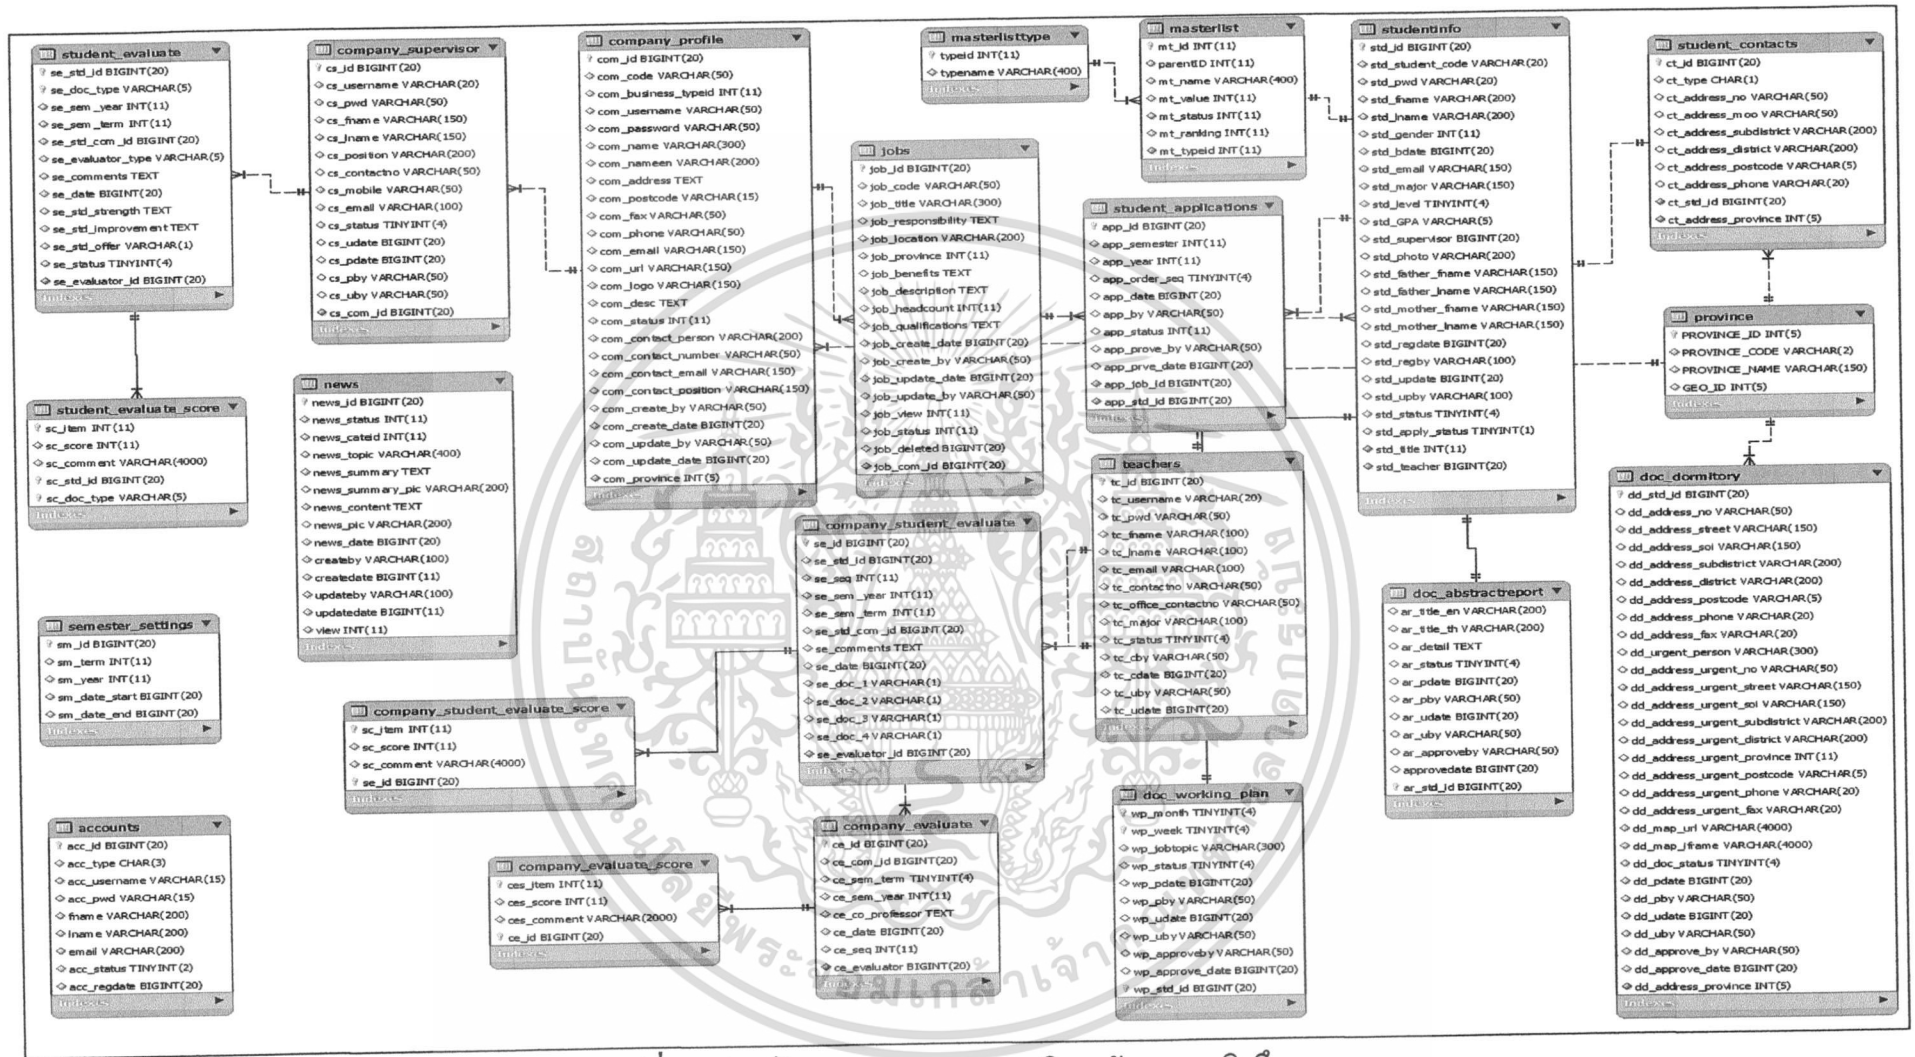 student_evaluate
se_std_id BIGINT(20)
se_doc_type VARCHAR(5)
se_sem_year INT(11)
se_sem_term INT(11)
se_std_com_id BIGINT(20)
se_evaluator_type VARCHAR(5)
se_comments TEXT
se_date BIGINT(20)
se_std_strength TEXT
se_std_improvement TEXT
se_std_offer VARCHAR(1)
se_status TINYINT(4)
se_evaluator_id BIGINT(20)
Indexes
student_evaluate_score
sc_item INT(11)
sc_score INT(11)
sc_comment VARCHAR(4000)
sc_std_id BIGINT(20)
sc_doc_type VARCHAR(5)
Indexes
semester_settings
sm_id BIGINT(20)
sm_term INT(11)
sm_year INT(11)
sm_date_start BIGINT(20)
sm_date_end BIGINT(20)
Indexes
accounts
acc_id BIGINT(20)
acc_type CHAR(3)
acc_username VARCHAR(15)
acc_pwd VARCHAR(15)
fname VARCHAR(200)
lname VARCHAR(200)
email VARCHAR(200)
acc_status TINYINT(2)
acc_regdate BIGINT(20)
Indexes
company_supervisor
cs_id BIGINT(20)
cs_username VARCHAR(20)
cs_pwd VARCHAR(50)
cs_fname VARCHAR(150)
cs_lname VARCHAR(150)
cs_position VARCHAR(200)
cs_contactno VARCHAR(50)
cs_mobile VARCHAR(50)
cs_email VARCHAR(100)
cs_status TINYINT(4)
cs_udate BIGINT(20)
cs_pdate BIGINT(20)
cs_pby VARCHAR(50)
cs_uby VARCHAR(50)
cs_com_id BIGINT(20)
Indexes
news
news_id BIGINT(20)
news_status INT(11)
news_cateid INT(11)
news_topic VARCHAR(400)
news_summary TEXT
news_summary_pic VARCHAR(200)
news_content TEXT
news_pic VARCHAR(200)
news_date BIGINT(20)
createby VARCHAR(100)
createdate BIGINT(11)
updateby VARCHAR(100)
updatedate BIGINT(11)
view INT(11)
Indexes
company_student_evaluate_score
sc_item INT(11)
sc_score INT(11)
sc_comment VARCHAR(4000)
se_id BIGINT(20)
Indexes
company_evaluate_score
ces_item INT(11)
ces_score INT(11)
ces_comment VARCHAR(2000)
ce_id BIGINT(20)
Indexes
company_profile
com_id BIGINT(20)
com_code VARCHAR(50)
com_business_typeid INT(11)
com_username VARCHAR(50)
com_password VARCHAR(50)
com_name VARCHAR(300)
com_nameen VARCHAR(200)
com_address TEXT
com_postcode VARCHAR(15)
com_fax VARCHAR(50)
com_phone VARCHAR(50)
com_email VARCHAR(150)
com_url VARCHAR(150)
com_logo VARCHAR(150)
com_desc TEXT
com_status INT(11)
com_contact_person VARCHAR(200)
com_contact_number VARCHAR(50)
com_contact_email VARCHAR(150)
com_contact_position VARCHAR(150)
com_create_by VARCHAR(50)
com_create_date BIGINT(20)
com_update_by VARCHAR(50)
com_update_date BIGINT(20)
com_province INT(5)
Indexes
jobs
job_id BIGINT(20)
job_code VARCHAR(50)
job_title VARCHAR(300)
job_responsibility TEXT
job_location VARCHAR(200)
job_province INT(11)
job_benefits TEXT
job_description TEXT
job_headcount INT(11)
job_qualifications TEXT
job_create_date BIGINT(20)
job_create_by VARCHAR(50)
job_update_date BIGINT(20)
job_update_by VARCHAR(50)
job_view INT(11)
job_status INT(11)
job_deleted BIGINT(20)
job_com_id BIGINT(20)
Indexes
company_student_evaluate
se_id BIGINT(20)
se_std_id BIGINT(20)
se_seq INT(11)
se_sem_year INT(11)
se_sem_term INT(11)
se_std_com_id BIGINT(20)
se_comments TEXT
se_date BIGINT(20)
se_doc_1 VARCHAR(1)
se_doc_2 VARCHAR(1)
se_doc_3 VARCHAR(1)
se_doc_4 VARCHAR(1)
se_evaluator_id BIGINT(20)
Indexes
company_evaluate
ce_id BIGINT(20)
ce_com_id BIGINT(20)
ce_sem_term TINYINT(4)
ce_sem_year INT(11)
ce_co_professor TEXT
ce_date BIGINT(20)
ce_seq INT(11)
ce_evaluator BIGINT(20)
Indexes
masterlisttype
typeid INT(11)
typename VARCHAR(400)
Indexes
masterlist
mt_id INT(11)
parentID INT(11)
mt_name VARCHAR(400)
mt_value INT(11)
mt_status INT(11)
mt_ranking INT(11)
mt_typeid INT(11)
Indexes
student_applications
app_id BIGINT(20)
app_semester INT(11)
app_year INT(11)
app_order_seq TINYINT(4)
app_date BIGINT(20)
app_by VARCHAR(50)
app_status INT(11)
app_prove_by VARCHAR(50)
app_prve_date BIGINT(20)
app_job_id BIGINT(20)
app_std_id BIGINT(20)
Indexes
teachers
tc_id BIGINT(20)
tc_username VARCHAR(20)
tc_pwd VARCHAR(50)
tc_fname VARCHAR(100)
tc_lname VARCHAR(100)
tc_email VARCHAR(100)
tc_contactno VARCHAR(50)
tc_office_contactno VARCHAR(50)
tc_major VARCHAR(100)
tc_status TINYINT(4)
tc_cby VARCHAR(50)
tc_cdate BIGINT(20)
tc_uby VARCHAR(50)
tc_udate BIGINT(20)
Indexes
doc_working_plan
wp_month TINYINT(4)
wp_week TINYINT(4)
wp_jobtopic VARCHAR(300)
wp_status TINYINT(4)
wp_pdate BIGINT(20)
wp_pby VARCHAR(50)
wp_udate BIGINT(20)
wp_uby VARCHAR(50)
wp_approveby VARCHAR(50)
wp_approve_date BIGINT(20)
wp_std_id BIGINT(20)
Indexes
studentinfo
std_id BIGINT(20)
std_student_code VARCHAR(20)
std_pwd VARCHAR(20)
std_fname VARCHAR(200)
std_lname VARCHAR(200)
std_gender INT(11)
std_bdate BIGINT(20)
std_email VARCHAR(150)
std_major VARCHAR(150)
std_level TINYINT(4)
std_GPA VARCHAR(5)
std_supervisor BIGINT(20)
std_photo VARCHAR(200)
std_father_fname VARCHAR(150)
std_father_lname VARCHAR(150)
std_mother_fname VARCHAR(150)
std_mother_lname VARCHAR(150)
std_regdate BIGINT(20)
std_regby VARCHAR(100)
std_update BIGINT(20)
std_upby VARCHAR(100)
std_status TINYINT(4)
std_apply_status TINYINT(1)
std_title INT(11)
std_teacher BIGINT(20)
Indexes
doc_abstractreport
ar_title_en VARCHAR(200)
ar_title_th VARCHAR(200)
ar_detail TEXT
ar_status TINYINT(4)
ar_pdate BIGINT(20)
ar_pby VARCHAR(50)
ar_udate BIGINT(20)
ar_uby VARCHAR(50)
ar_approveby VARCHAR(50)
approvedate BIGINT(20)
ar_std_id BIGINT(20)
Indexes
student_contacts
ct_id BIGINT(20)
ct_type CHAR(1)
ct_address_no VARCHAR(50)
ct_address_moo VARCHAR(50)
ct_address_subdistrict VARCHAR(200)
ct_address_district VARCHAR(200)
ct_address_postcode VARCHAR(5)
ct_address_phone VARCHAR(20)
ct_std_id BIGINT(20)
ct_address_province INT(5)
Indexes
province
PROVINCE_ID INT(5)
PROVINCE_CODE VARCHAR(2)
PROVINCE_NAME VARCHAR(150)
GEO_ID INT(5)
Indexes
doc_dormitory
dd_std_id BIGINT(20)
dd_address_no VARCHAR(50)
dd_address_street VARCHAR(150)
dd_address_soi VARCHAR(150)
dd_address_subdistrict VARCHAR(200)
dd_address_district VARCHAR(200)
dd_address_postcode VARCHAR(5)
dd_address_phone VARCHAR(20)
dd_address_fax VARCHAR(20)
dd_urgent_person VARCHAR(300)
dd_address_urgent_no VARCHAR(50)
dd_address_urgent_street VARCHAR(150)
dd_address_urgent_soi VARCHAR(150)
dd_address_urgent_subdistrict VARCHAR(200)
dd_address_urgent_district VARCHAR(200)
dd_address_urgent_province INT(11)
dd_address_urgent_postcode VARCHAR(5)
dd_address_urgent_phone VARCHAR(20)
dd_address_urgent_fax VARCHAR(20)
dd_map_url VARCHAR(4000)
dd_map_iframe VARCHAR(4000)
dd_doc_status TINYINT(4)
dd_pdate BIGINT(20)
dd_pby VARCHAR(50)
dd_udate BIGINT(20)
dd_uby VARCHAR(50)
dd_approve_by VARCHAR(50)
dd_approve_date BIGINT(20)
dd_address_province INT(5)
Indexes